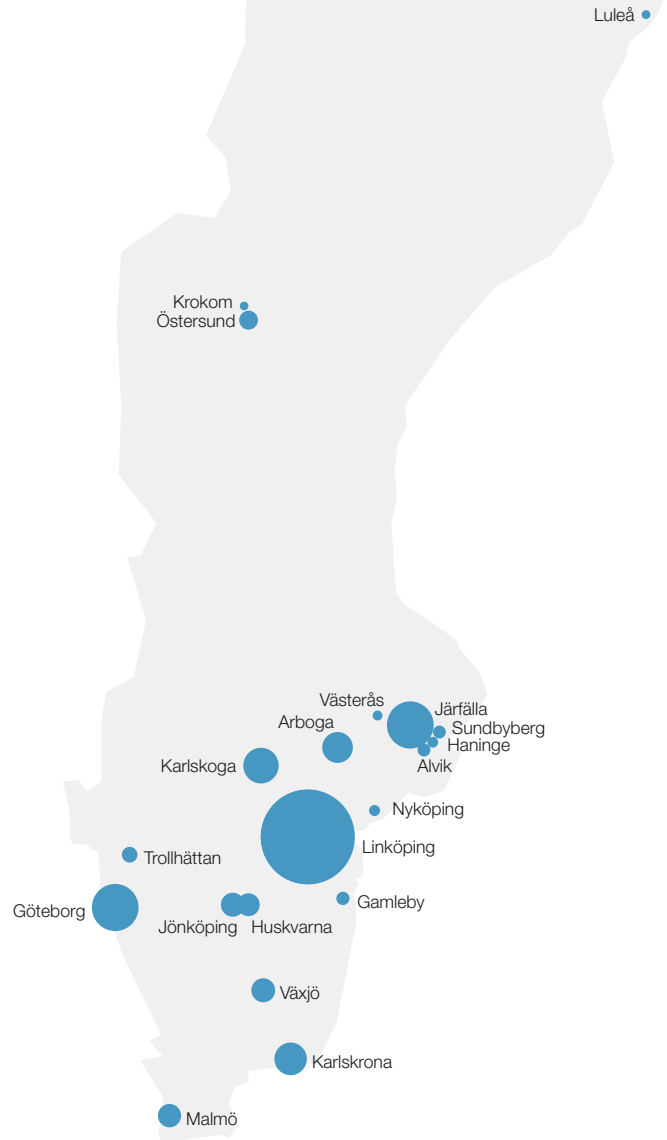 Luleå
Krokom
Östersund
Västerås
Järfälla
Arboga
Sundbyberg
Haninge
Karlskoga
Alvik
Nyköping
Linköping
Trollhättan
Gamleby
Göteborg
Jönköping
Huskvarna
Växjö
Karlskrona
Malmö